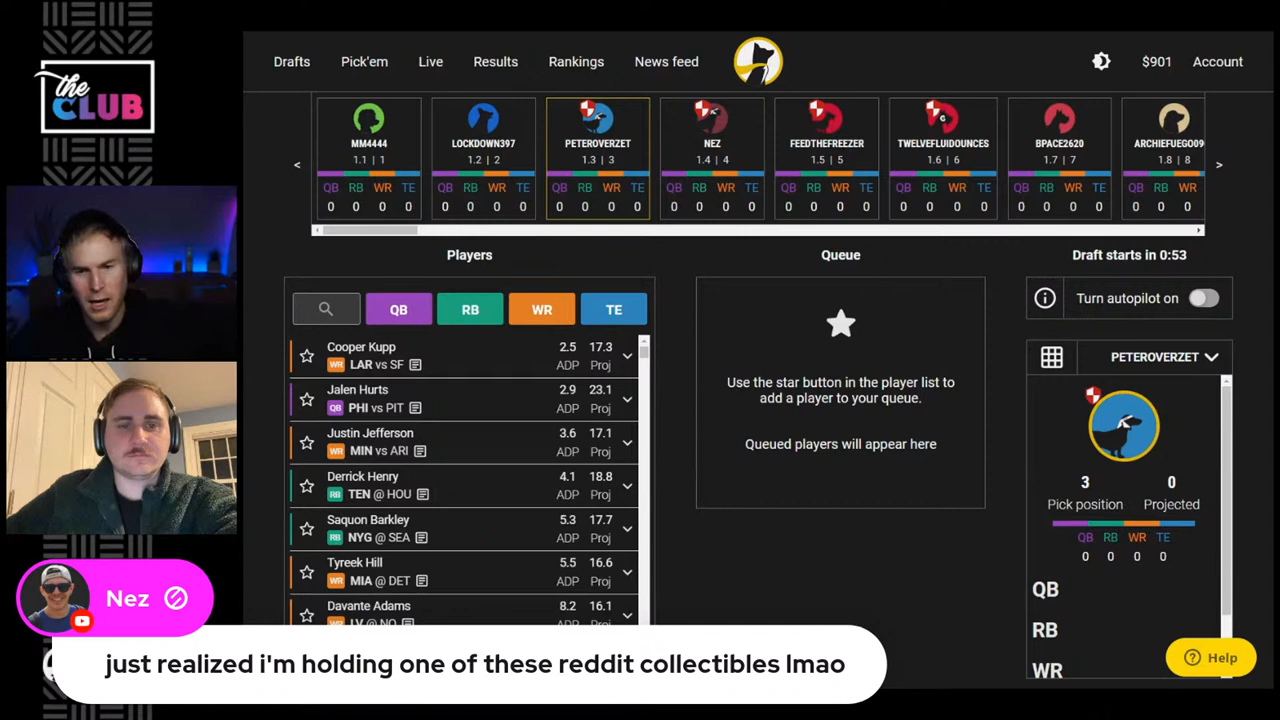 the
CLUB
Drafts Pick'em Live Results Rankings News feed $901 Account
MM4444 LOCKDOWN397 PETEROVERZET NEZ FEEDTHEFREEZER TWELVEFLUIDOUNCES BPACE2620 ARCHIEFUEGO09
1.1 | 1 1.2 | 2 1.3 | 3 1.4 | 4 1.5 | 5 1.6 | 6 1.7 | 7 1.8 | 8
QB RB WR TE QB RB WR TE QB RB WR TE QB RB WR TE QB RB WR TE QB RB WR TE QB RB WR TE QB RB WR
0 0 0 0 0 0 0 0 0 0 0 0 0 0 0 0 0 0 0 0 0 0 0 0 0 0 0 0 0 0 0
Players Queue Draft starts in 0:53
QB RB WR TE
Cooper Kupp 2.5 17.3
WR LAR vs SF ADP Proj
Jalen Hurts 2.9 23.1
QB PHI vs PIT ADP Proj
Justin Jefferson 3.6 17.1
WR MIN vs ARI ADP Proj
Derrick Henry 4.1 18.8
RB TEN @ HOU ADP Proj
Saquon Barkley 5.3 17.7
RB NYG @ SEA ADP Proj
Tyreek Hill 5.5 16.6
WR MIA @ DET ADP Proj
Davante Adams 8.2 16.1
WR LV @ NO ADP Proj
Use the star button in the player list to
add a player to your queue.
Queued players will appear here
Turn autopilot on
PETEROVERZET
3 0
Pick position Projected
QB RB WR TE
0 0 0 0
QB
RB
WR
Help
Nez
just realized i'm holding one of these reddit collectibles lmao